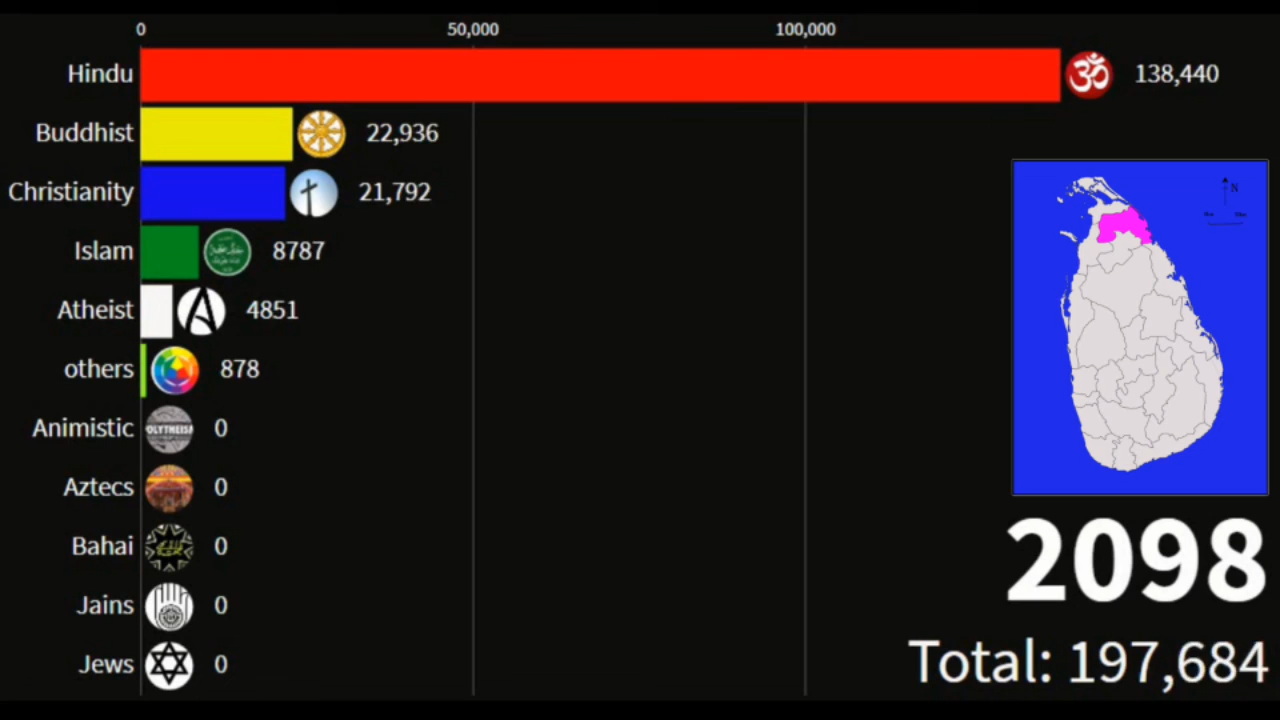 0 50,000 100,000
Hindu ॐ 138,440
Buddhist 22,936
Christianity 21,792
Islam 8787
Atheist 4851
others 878
Animistic 0
Aztecs 0
Bahai 0
Jains 0
Jews 0
N
2098
Total: 197,684